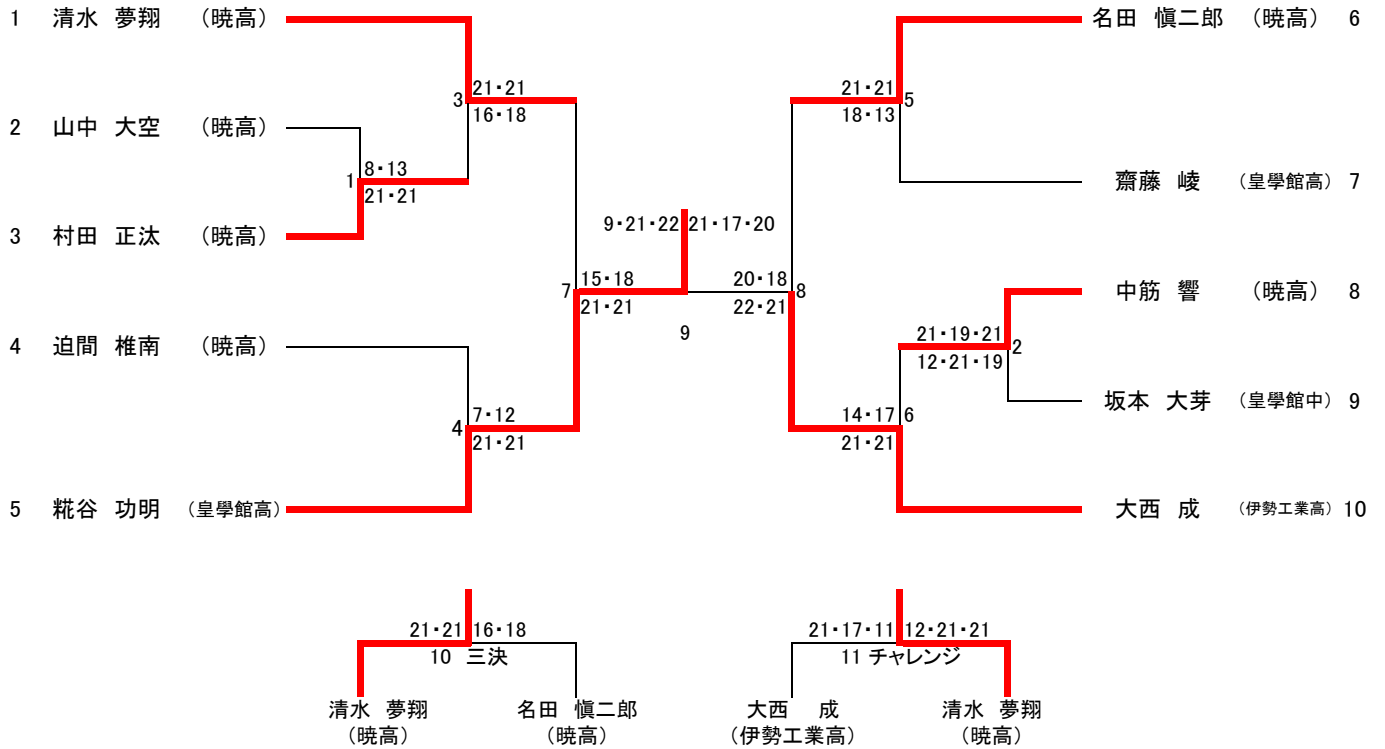 1 清水 夢翔 (暁高)
名田 愼二郎 (暁高) 6
21・21
3
16・18
21・21
5
18・13
2 山中 大空 (暁高)
8・13
1
21・21
齋藤 崚 (皇學館高) 7
3 村田 正汰 (暁高)
9・21・22 21・17・20
15・18
7
21・21
20・18
8
22・21
9
中筋 響 (暁高) 8
4 迫間 椎南 (暁高)
21・19・21
2
12・21・19
坂本 大芽 (皇學館中) 9
7・12
4
21・21
14・17
6
21・21
5 糀谷 功明 (皇學館高)
大西 成 (伊勢工業高) 10
21・21 16・18
10 三決
21・17・11 12・21・21
11 チャレンジ
清水 夢翔
(暁高)
名田 愼二郎
(暁高)
大西 成
(伊勢工業高)
清水 夢翔
(暁高)